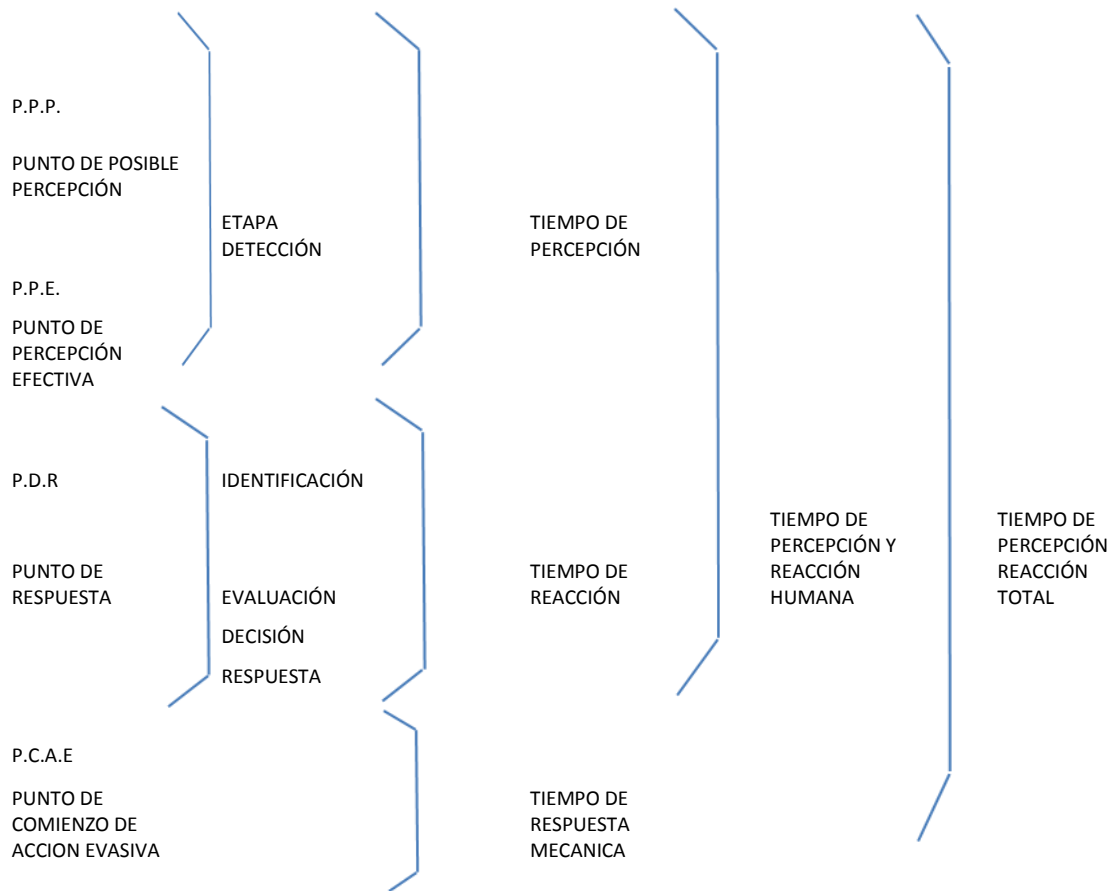 P.P.P.
PUNTO DE POSIBLE
PERCEPCIÓN
ETAPA
DETECCIÓN
TIEMPO DE
PERCEPCIÓN
P.P.E.
PUNTO DE
PERCEPCIÓN
EFECTIVA
P.D.R
IDENTIFICACIÓN
PUNTO DE
RESPUESTA
EVALUACIÓN
DECISIÓN
RESPUESTA
TIEMPO DE
REACCIÓN
TIEMPO DE
PERCEPCIÓN Y
REACCIÓN
HUMANA
TIEMPO DE
PERCEPCIÓN
REACCIÓN
TOTAL
P.C.A.E
PUNTO DE
COMIENZO DE
ACCION EVASIVA
TIEMPO DE
RESPUESTA
MECANICA